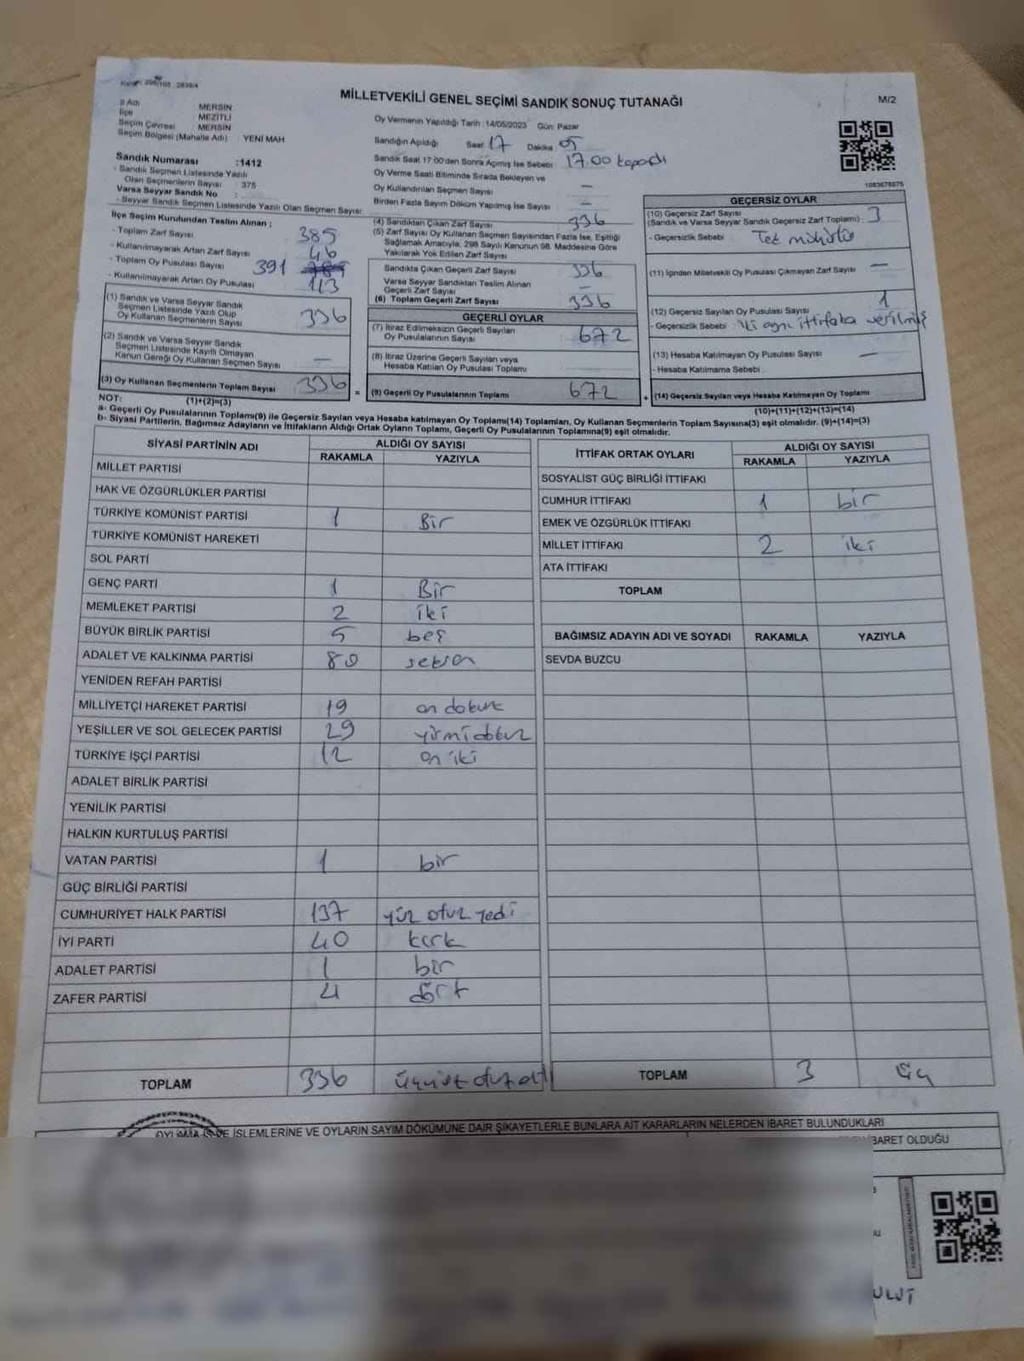 MİLLETVEKİLİ GENEL SEÇİMİ SANDIK SONUÇ TUTANAĞI
M/2
İl Adı MERSİN
İlçe MEZİTLİ
Seçim Çevresi MERSİN
Seçim Bölgesi (Mahalle Adı) YENİ MAH
Sandık Numarası :1412
- Sandık Seçmen Listesinde Yazılı
Olan Seçmenlerin Sayısı 375
Varsa Seyyar Sandık No
- Seyyar Sandık Seçmen Listesinde Yazılı Olan Seçmen Sayısı
İlçe Seçim Kurulundan Teslim Alınan ;
- Toplam Zarf Sayısı 385
- Kullanılmayarak Artan Zarf Sayısı 46
- Toplam Oy Pusulası Sayısı 391
- Kullanılmayarak Artan Oy Pusulası 113
(1) Sandık ve Varsa Seyyar Sandık
Seçmen Listesinde Yazılı Olup
Oy Kullanan Seçmenlerin Sayısı 336
(2) Sandık ve Varsa Seyyar Sandık
Seçmen Listesinde Kayıtlı Olmayan
Kanun Gereği Oy Kullanan Seçmen Sayısı —
(3) Oy Kullanan Seçmenlerin Toplam Sayısı 336
(1)+(2)=(3)
Oy Vermenin Yapıldığı Tarih :14/05/2023 Gün: Pazar
Sandığın Açıldığı Saat 17 Dakika 05
Sandık Saat 17:00'den Sonra Açılmış İse Sebebi 17.00 kapandı
Oy Verme Saati Bitiminde Sırada Bekleyen ve
Oy Kullandırılan Seçmen Sayısı —
Birden Fazla Sayım Döküm Yapılmış İse Sayısı —
(4) Sandıktan Çıkan Zarf Sayısı 336
(5) Zarf Sayısı Oy Kullanan Seçmen Sayısından Fazla İse, Eşitliği
Sağlamak Amacıyla, 298 Sayılı Kanunun 98. Maddesine Göre
Yakılarak Yok Edilen Zarf Sayısı
Sandıkta Çıkan Geçerli Zarf Sayısı 336
Varsa Seyyar Sandıktan Teslim Alınan
Geçerli Zarf Sayısı —
(6) Toplam Geçerli Zarf Sayısı 336
GEÇERLİ OYLAR
(7) İtiraz Edilmeksizin Geçerli Sayılan
Oy Pusulalarının Sayısı 672
(8) İtiraz Üzerine Geçerli Sayılan veya
Hesaba Katılan Oy Pusulası Toplamı
(9) Geçerli Oy Pusulalarının Toplamı 672
1083678875
GEÇERSİZ OYLAR
(10) Geçersiz Zarf Sayısı
(Sandık ve Varsa Seyyar Sandık Geçersiz Zarf Toplamı) 3
- Geçersizlik Sebebi Tek mühürlü
(11) İçinden Milletvekili Oy Pusulası Çıkmayan Zarf Sayısı —
(12) Geçersiz Sayılan Oy Pusulası Sayısı 1
- Geçersizlik Sebebi iki ayrı ittifaka verilmiş
(13) Hesaba Katılmayan Oy Pusulası Sayısı —
- Hesaba Katılmama Sebebi
(14) Geçersiz Sayılan veya Hesaba Katılmayan Oy Toplamı
(10)+(11)+(12)+(13)=(14)
NOT:
a- Geçerli Oy Pusulalarının Toplamı(9) ile Geçersiz Sayılan veya Hesaba katılmayan Oy Toplamı(14) Toplamları, Oy Kullanan Seçmenlerin Toplam Sayısına(3) eşit olmalıdır. (9)+(14)=(3)
b- Siyasi Partilerin, Bağımsız Adayların ve İttifakların Aldığı Ortak Oyların Toplamı, Geçerli Oy Pusulalarının Toplamına(9) eşit olmalıdır.
SİYASİ PARTİNİN ADI ALDIĞI OY SAYISI
RAKAMLA YAZIYLA
MİLLET PARTİSİ
HAK VE ÖZGÜRLÜKLER PARTİSİ
TÜRKİYE KOMÜNİST PARTİSİ 1 Bir
TÜRKİYE KOMÜNİST HAREKETİ
SOL PARTİ
GENÇ PARTİ 1 Bir
MEMLEKET PARTİSİ 2 iki
BÜYÜK BİRLİK PARTİSİ 5 beş
ADALET VE KALKINMA PARTİSİ 80 seksen
YENİDEN REFAH PARTİSİ
MİLLİYETÇİ HAREKET PARTİSİ 19 on dokuz
YEŞİLLER VE SOL GELECEK PARTİSİ 29 yirmi dokuz
TÜRKİYE İŞÇİ PARTİSİ 12 on iki
ADALET BİRLİK PARTİSİ
YENİLİK PARTİSİ
HALKIN KURTULUŞ PARTİSİ
VATAN PARTİSİ 1 bir
GÜÇ BİRLİĞİ PARTİSİ
CUMHURİYET HALK PARTİSİ 137 yüz otuz yedi
İYİ PARTİ 40 kırk
ADALET PARTİSİ 1 bir
ZAFER PARTİSİ 4 dört
TOPLAM 336 üçyüz otuz altı
İTTİFAK ORTAK OYLARI ALDIĞI OY SAYISI
RAKAMLA YAZIYLA
SOSYALİST GÜÇ BİRLİĞİ İTTİFAKI
CUMHUR İTTİFAKI 1 bir
EMEK VE ÖZGÜRLÜK İTTİFAKI
MİLLET İTTİFAKI 2 iki
ATA İTTİFAKI
TOPLAM
BAĞIMSIZ ADAYIN ADI VE SOYADI RAKAMLA YAZIYLA
SEVDA BUZCU
TOPLAM 3 üç
İŞLEMLERİNE VE OYLARIN SAYIM DÖKÜMÜNE DAİR ŞİKAYETLERLE BUNLARA AİT KARARLARIN NELERDEN İBARET BULUNDUKLARI
BARET OLDUĞU